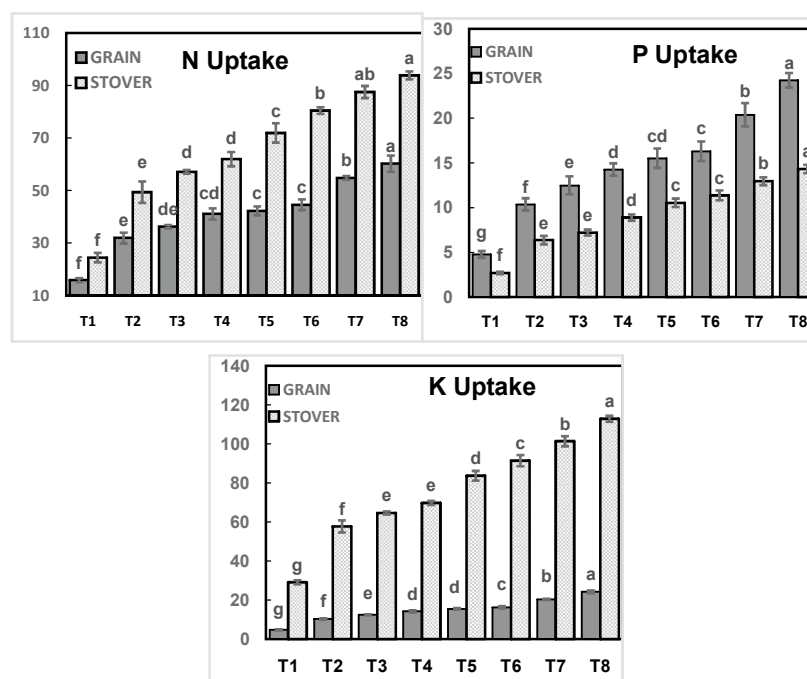 N Uptake
GRAIN
STOVER
110
90
70
50
30
10
f f e e de d cd d c c c b b ab a a
T1 T2 T3 T4 T5 T6 T7 T8
P Uptake
GRAIN
STOVER
30
25
20
15
10
5
0
g f f e e e d d cd c c c b b a a
T1 T2 T3 T4 T5 T6 T7 T8
K Uptake
GRAIN
STOVER
140
120
100
80
60
40
20
0
g g f f e e d e d d c c b b a a
T1 T2 T3 T4 T5 T6 T7 T8